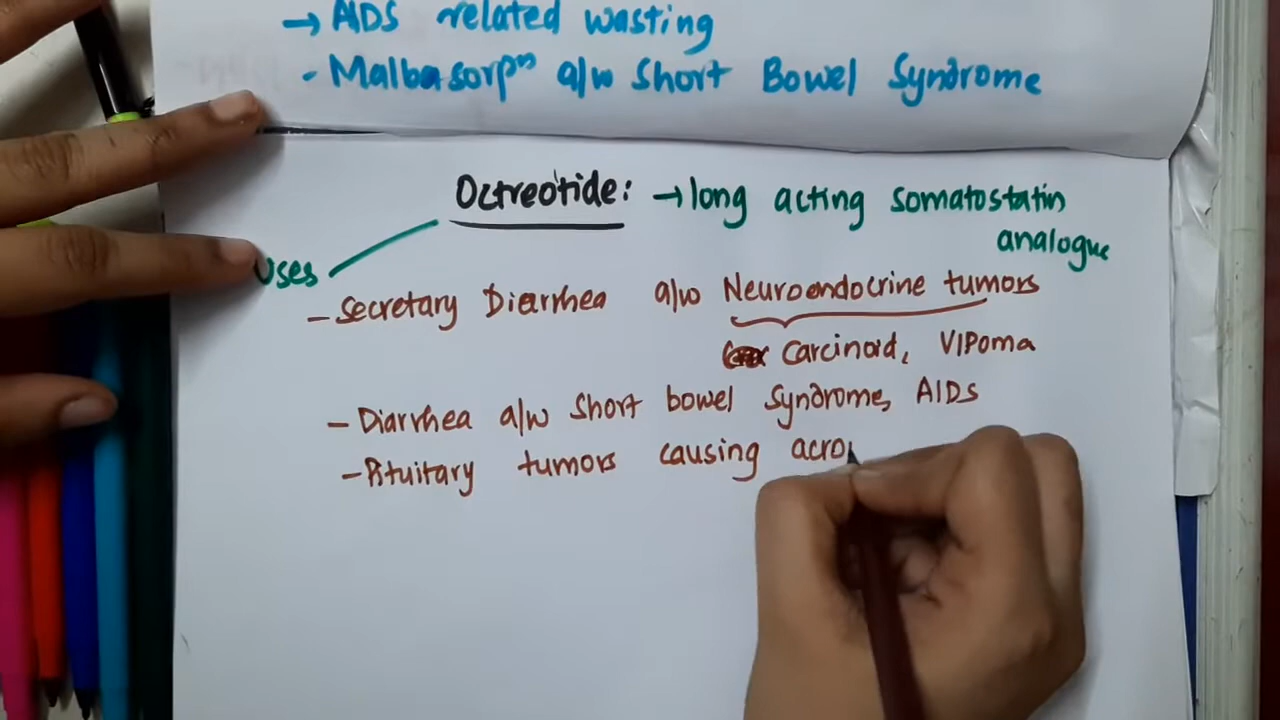 → AIDS related wasting
- Malbasorpⁿ a/w Short Bowel Syndrome
Octreotide: → long acting somatostatin
analogue
Uses
- Secretary Diarrhea a/w Neuroendocrine tumors
Carcinoid, VIPoma
- Diarrhea a/w Short bowel Syndrome, AIDs
- Pituitary tumors causing acro